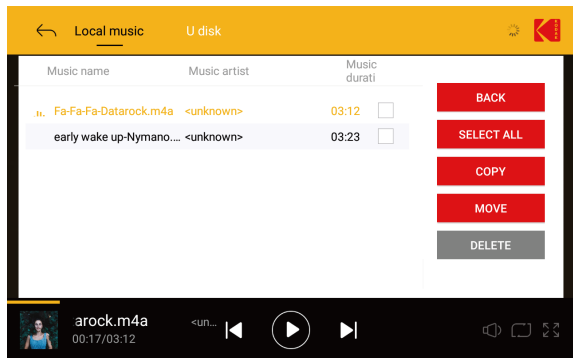 Local music
U disk
Music name
Music artist
Music
durati
Fa-Fa-Fa-Datarock.m4a
<unknown>
03:12
early wake up-Nymano....
<unknown>
03:23
BACK
SELECT ALL
COPY
MOVE
DELETE
arock.m4a
<un...
00:17/03:12